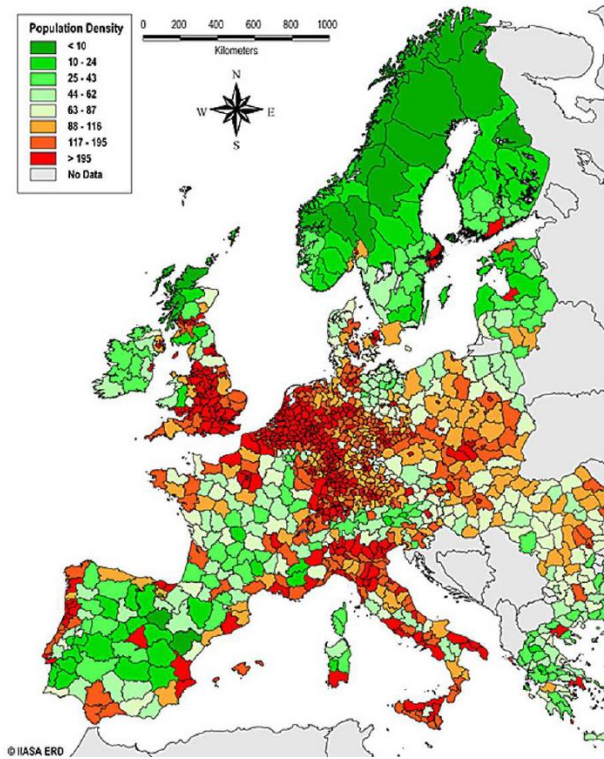 Population Density
< 10
10 - 24
25 - 43
44 - 62
63 - 87
88 - 116
117 - 195
> 195
No Data
0 200 400 600 800 1000
Kilometers
N
W E
S
© IIASA ERD